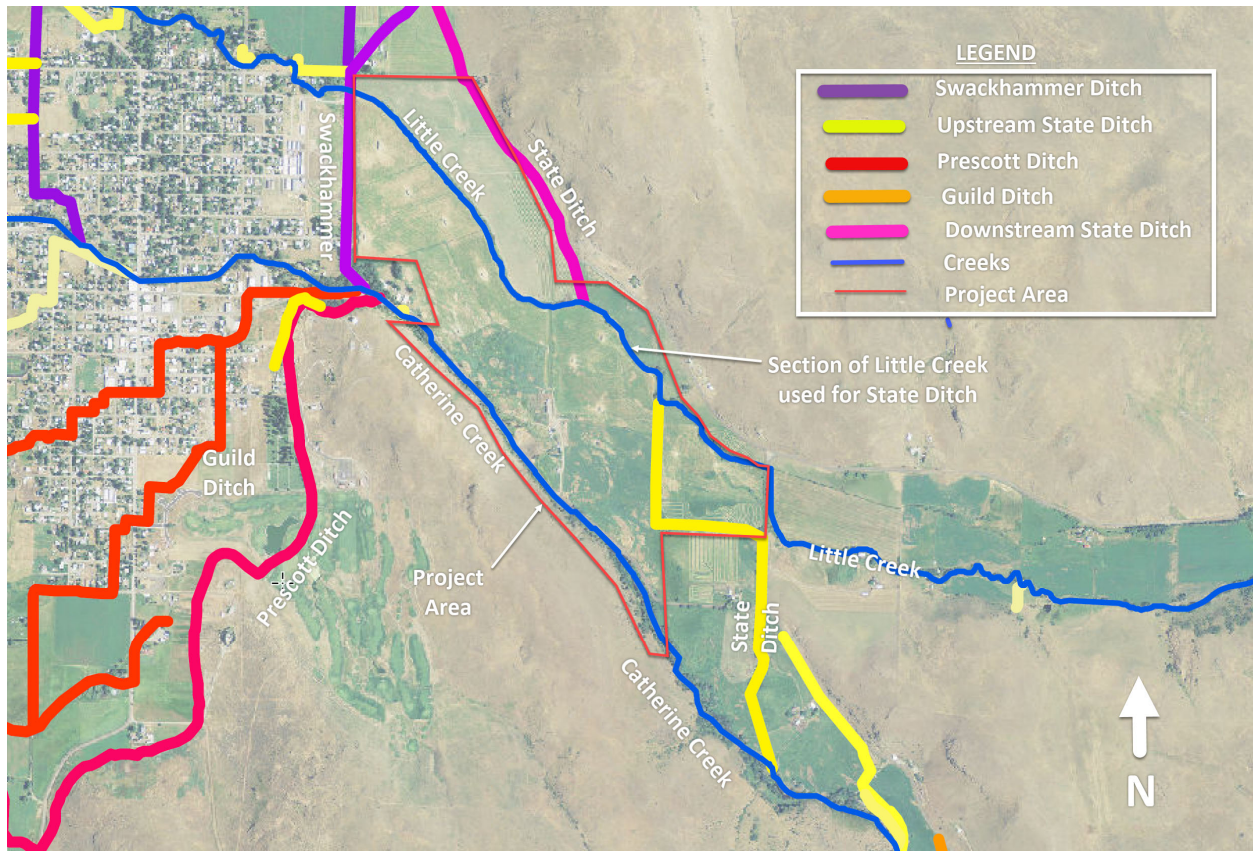 LEGEND
Swackhammer Ditch
Upstream State Ditch
Prescott Ditch
Guild Ditch
Downstream State Ditch
Creeks
Project Area
Swackhammer
Little Creek
State Ditch
Section of Little Creek
used for State Ditch
Catherine Creek
Guild
Ditch
Prescott Ditch
Project
Area
Little Creek
State
Ditch
Catherine Creek
N